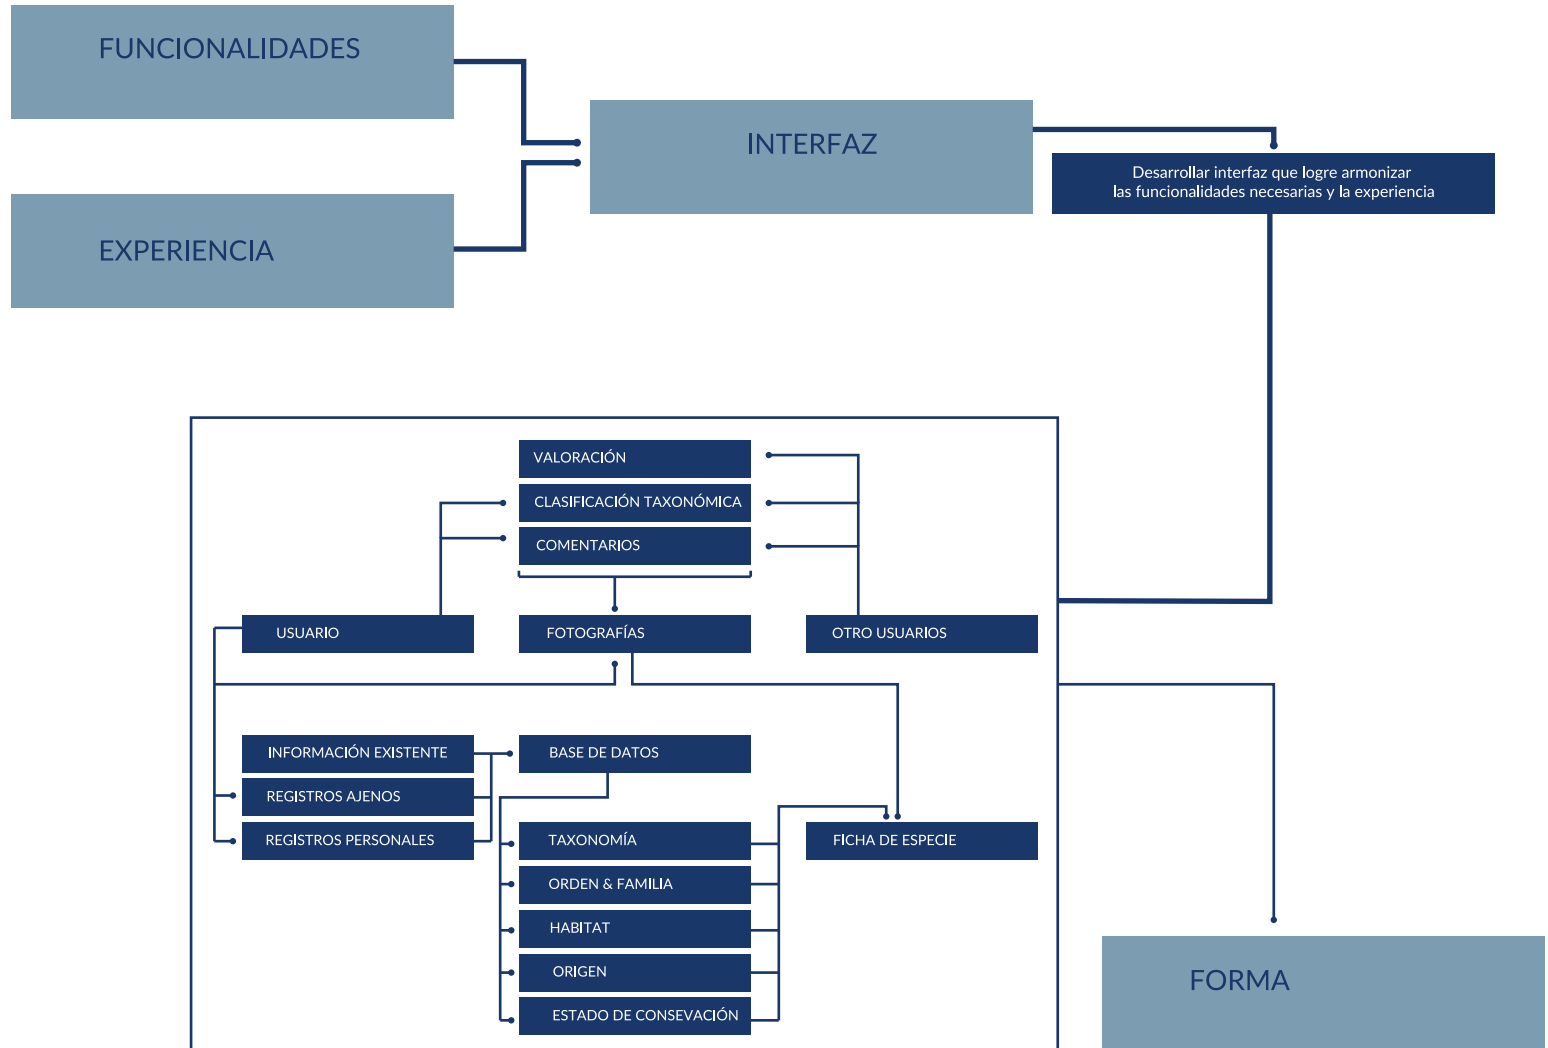 FUNCIONALIDADES
INTERFAZ
Desarrollar interfaz que logre armonizar
las funcionalidades necesarias y la experiencia
EXPERIENCIA
VALORACIÓN
CLASIFICACIÓN TAXONÓMICA
COMENTARIOS
USUARIO
FOTOGRAFÍAS
OTRO USUARIOS
INFORMACIÓN EXISTENTE
BASE DE DATOS
REGISTROS AJENOS
REGISTROS PERSONALES
TAXONOMÍA
FICHA DE ESPECIE
ORDEN & FAMILIA
HABITAT
ORIGEN
ESTADO DE CONSEVACIÓN
FORMA